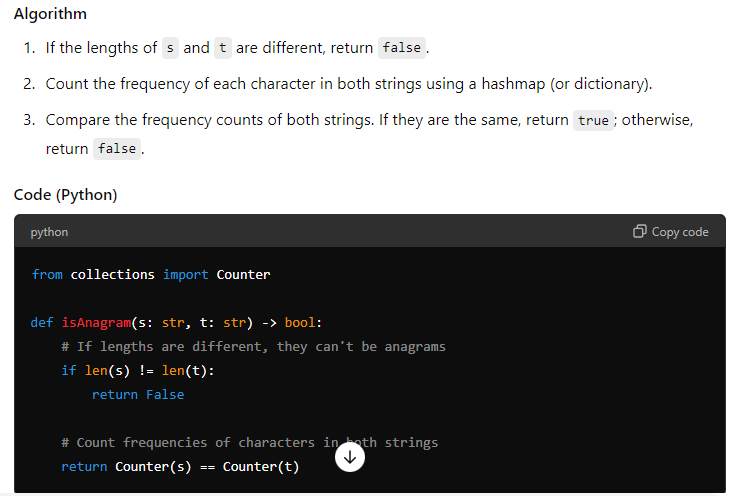 Algorithm
1. If the lengths of s and t are different, return false.
2. Count the frequency of each character in both strings using a hashmap (or dictionary).
3. Compare the frequency counts of both strings. If they are the same, return true; otherwise,
return false.
Code (Python)
python Copy code
from collections import Counter
def isAnagram(s: str, t: str) -> bool:
# If lengths are different, they can't be anagrams
if len(s) != len(t):
return False
# Count frequencies of characters in both strings
return Counter(s) == Counter(t)